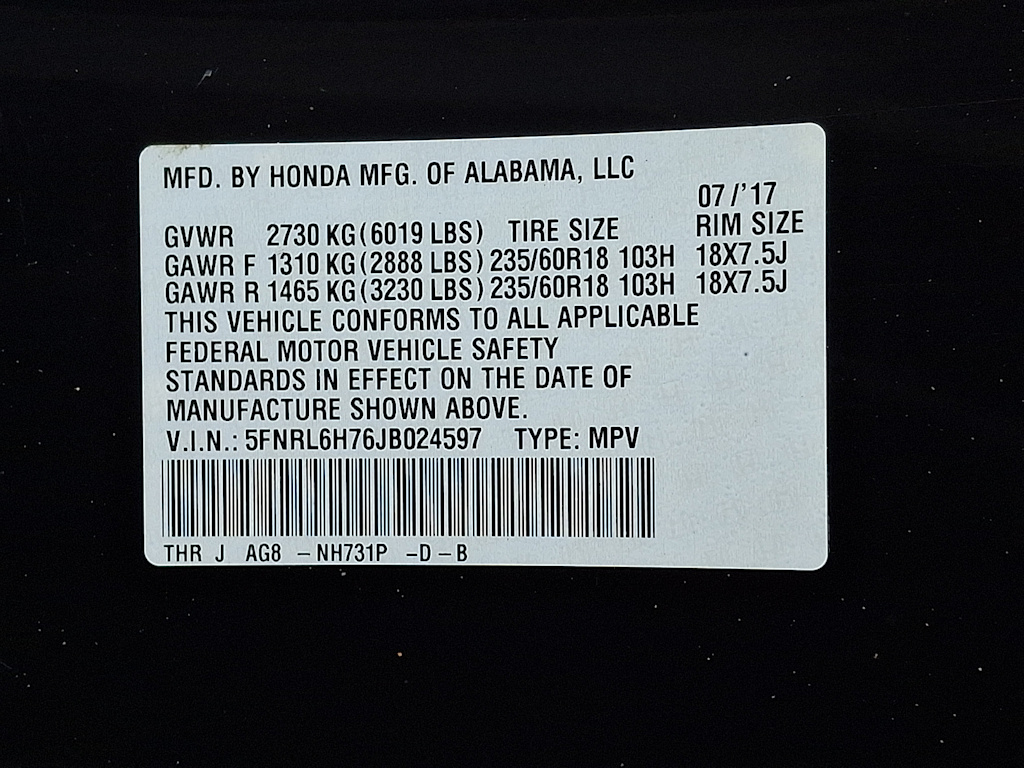 MFD. BY HONDA MFG. OF ALABAMA, LLC
07/'17
GVWR 2730 KG(6019 LBS) TIRE SIZE RIM SIZE
GAWR F 1310 KG(2888 LBS) 235/60R18 103H 18X7.5J
GAWR R 1465 KG(3230 LBS) 235/60R18 103H 18X7.5J
THIS VEHICLE CONFORMS TO ALL APPLICABLE
FEDERAL MOTOR VEHICLE SAFETY
STANDARDS IN EFFECT ON THE DATE OF
MANUFACTURE SHOWN ABOVE.
V.I.N.: 5FNRL6H76JB024597 TYPE: MPV
THR J AG8 – NH731P –D – B